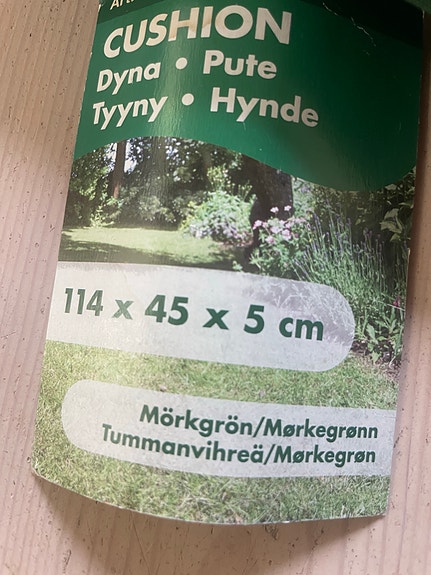 CUSHION
Dyna • Pute
Tyyny • Hynde
114 x 45 x 5 cm
Mörkgrön/Mørkegrønn
Tummanvihreä/Mørkegrøn